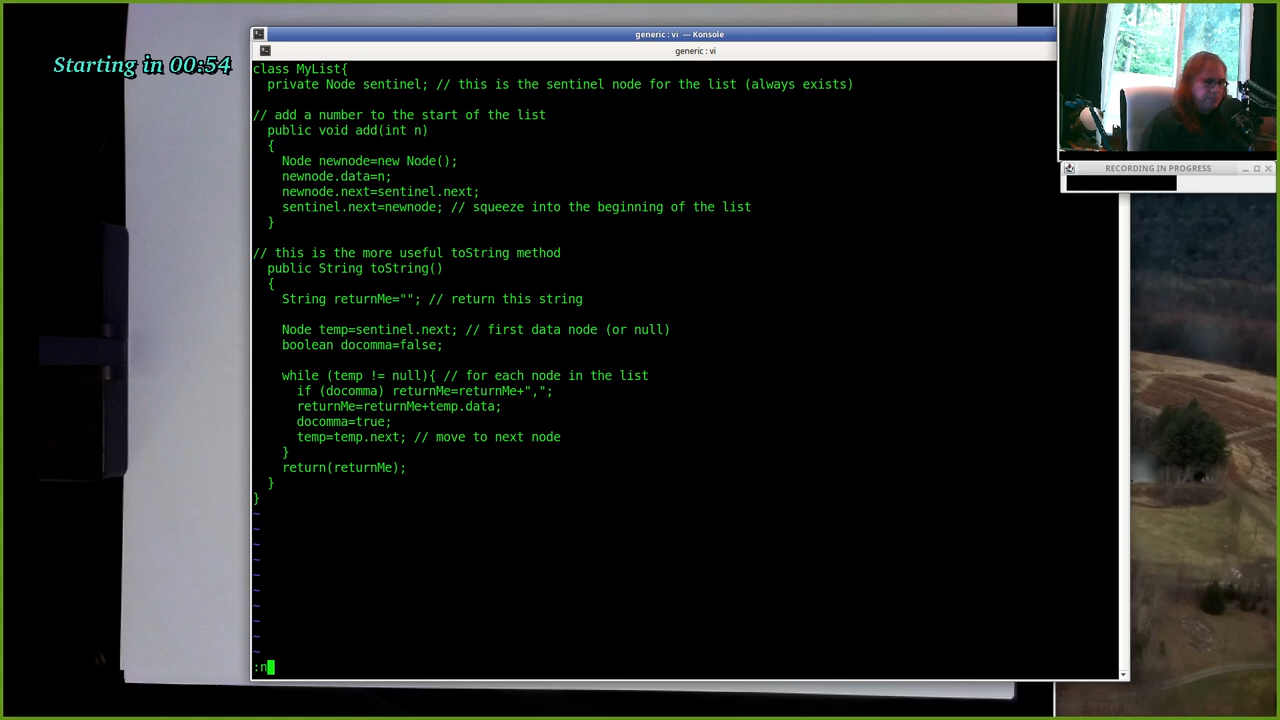 Starting in 00:54
generic : vi — Konsole
generic : vi
class MyList{
  private Node sentinel; // this is the sentinel node for the list (always exists)

// add a number to the start of the list
  public void add(int n)
  {
    Node newnode=new Node();
    newnode.data=n;
    newnode.next=sentinel.next;
    sentinel.next=newnode; // squeeze into the beginning of the list
  }

// this is the more useful toString method
  public String toString()
  {
    String returnMe=""; // return this string

    Node temp=sentinel.next; // first data node (or null)
    boolean docomma=false;

    while (temp != null){ // for each node in the list
      if (docomma) returnMe=returnMe+",";
      returnMe=returnMe+temp.data;
      docomma=true;
      temp=temp.next; // move to next node
    }
    return(returnMe);
  }
}
~
~
~
~
~
~
~
~
~
~
:n
RECORDING IN PROGRESS